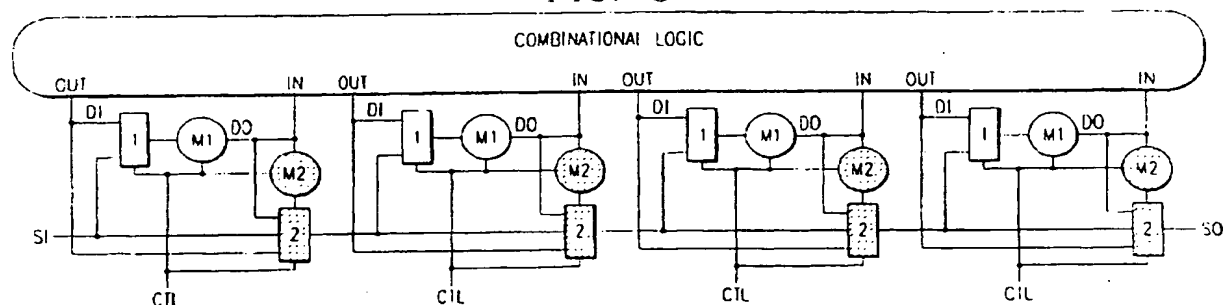 COMBINATIONAL LOGIC
OUT IN OUT IN OUT IN OUT IN
DI DI DI DI
1 M1 DO 1 M1 DO 1 M1 DO 1 M1 DO
M2 M2 M2 M2
SI 2 2 2 2 SO
CTL CTL CTL CTL